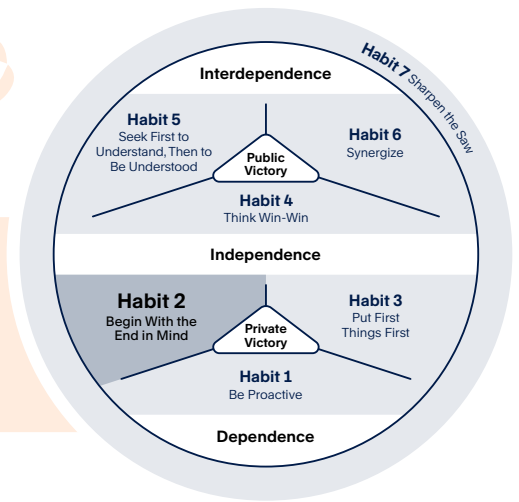 Habit 7 Sharpen the Saw
Interdependence
Habit 5
Seek First to
Understand, Then to
Be Understood
Habit 6
Synergize
Public
Victory
Habit 4
Think Win-Win
Independence
Habit 2
Begin With the
End in Mind
Habit 3
Put First
Things First
Private
Victory
Habit 1
Be Proactive
Dependence